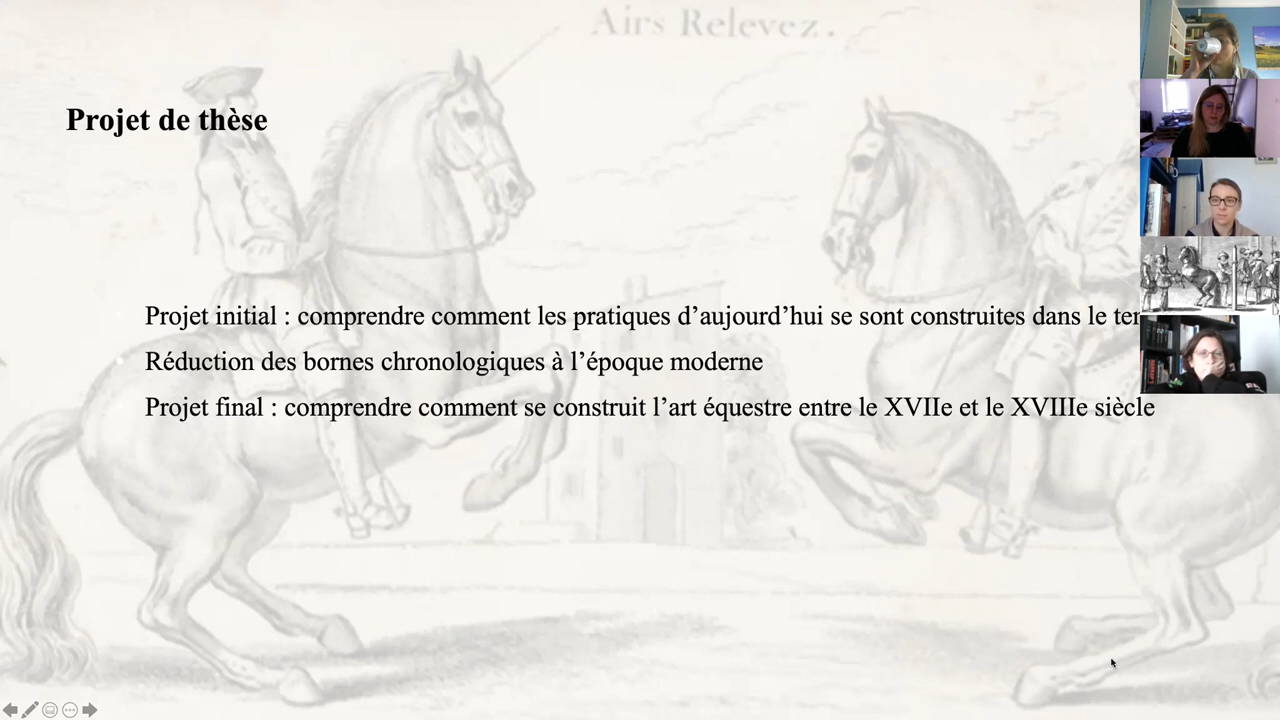 Airs Relevez.
Projet de thèse
Projet initial : comprendre comment les pratiques d’aujourd’hui se sont construites dans le
Réduction des bornes chronologiques à l’époque moderne
Projet final : comprendre comment se construit l’art équestre entre le XVIIe et le XVIIIe siècle